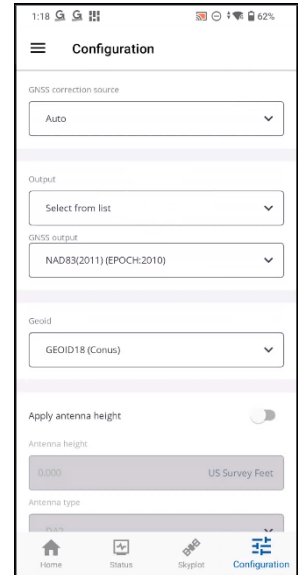 1:18 G G
62%
Configuration
GNSS correction source
Auto
Output
Select from list
GNSS output
NAD83(2011) (EPOCH:2010)
Geoid
GEOID18 (Conus)
Apply antenna height
Antenna height
0.000 US Survey Feet
Antenna type
DA2
Home Status Skyplot Configuration